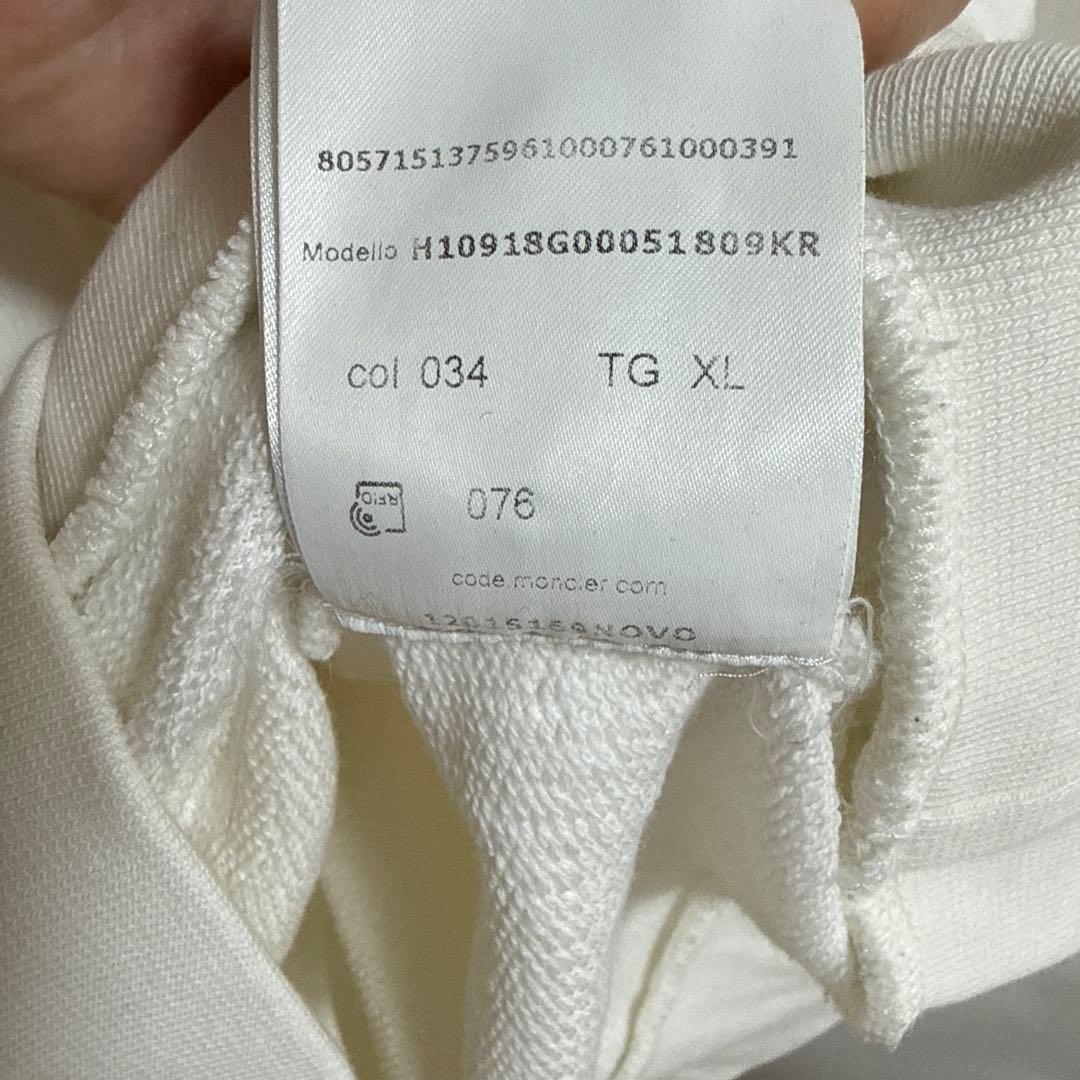 8057151375961000761000391
Modello H10918G00051809KR
col 034 TG XL
RFID
076
code.moncler.com